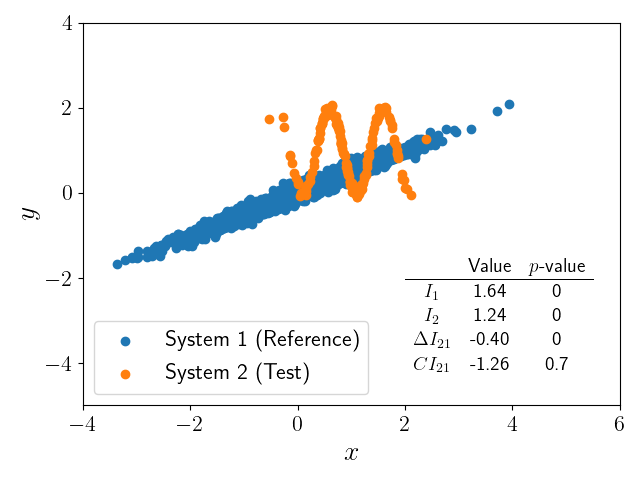 4
2
0
−2
−4
y
Value p-value
I1 1.64 0
I2 1.24 0
ΔI21 -0.40 0
CI21 -1.26 0.7
System 1 (Reference)
System 2 (Test)
−4 −2 0 2 4 6
x